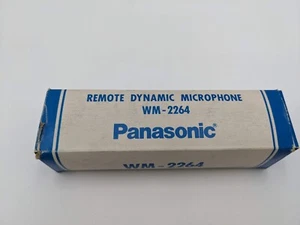 REMOTE DYNAMIC MICROPHONE
WM-2264
Panasonic
WM-2264